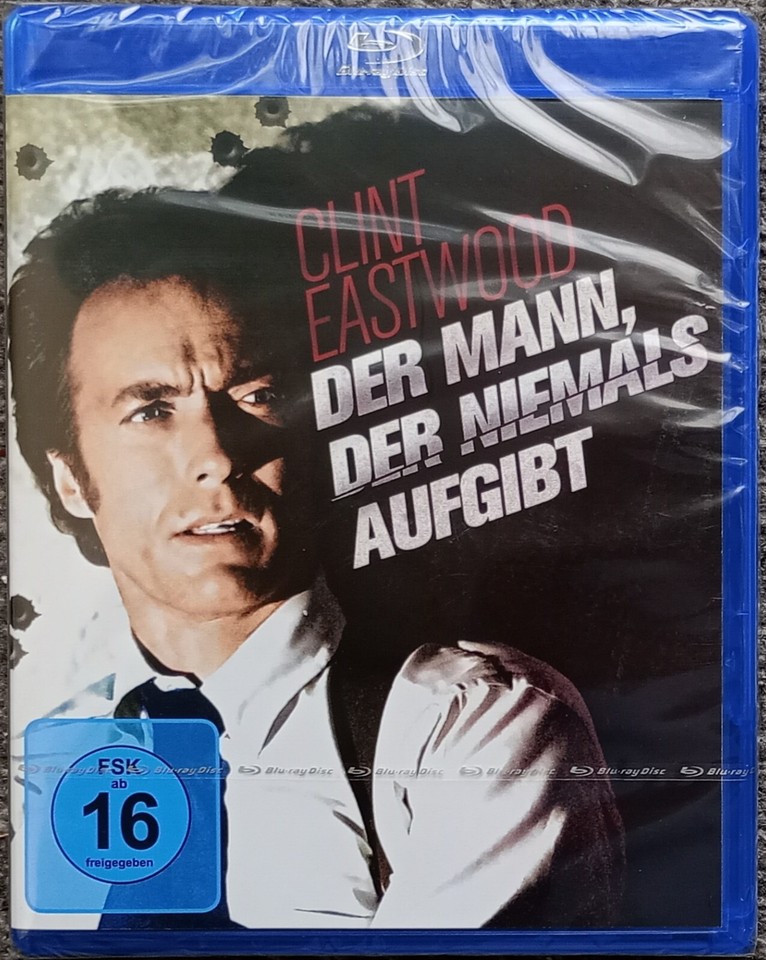 Blu-ray Disc
CLINT
EASTWOOD
DER MANN,
DER NIEMALS
AUFGIBT
Blu-ray Disc Blu-ray Disc Blu-ray Disc Blu-ray Disc Blu-ray Disc Blu-ray Disc Blu-ray
FSK
ab
16
freigegeben